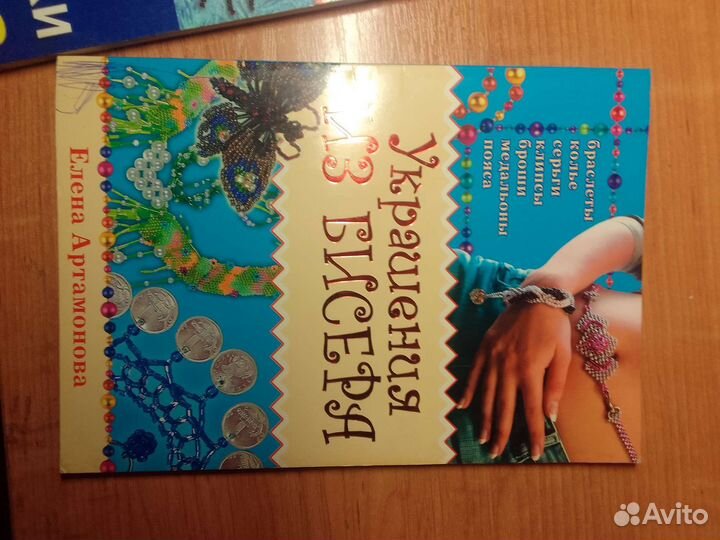 Елена Артамонова
Украшения
ИЗ БИСЕРА
браслеты
колье
серьги
клипсы
броши
медальоны
пояса
Avito